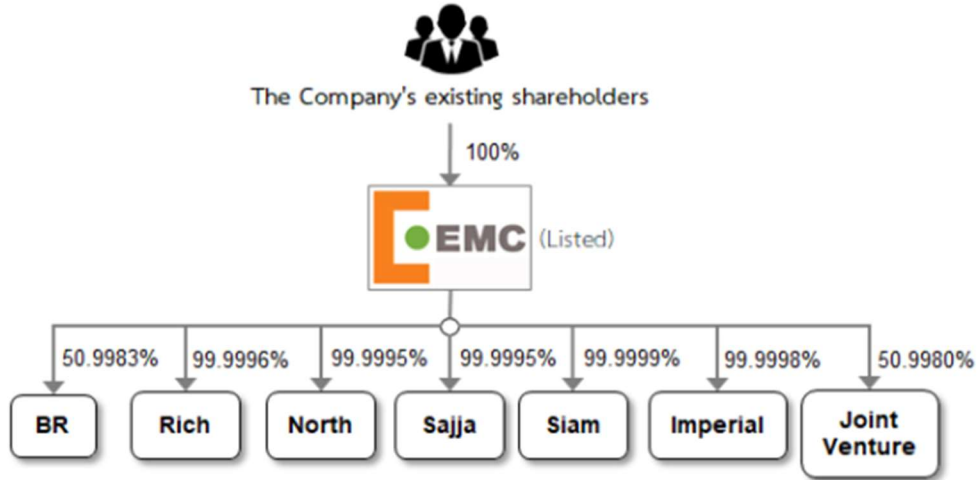 The Company's existing shareholders
100%
EMC (Listed)
50.9983% 99.9996% 99.9995% 99.9995% 99.9999% 99.9998% 50.9980%
BR Rich North Sajja Siam Imperial Joint
Venture